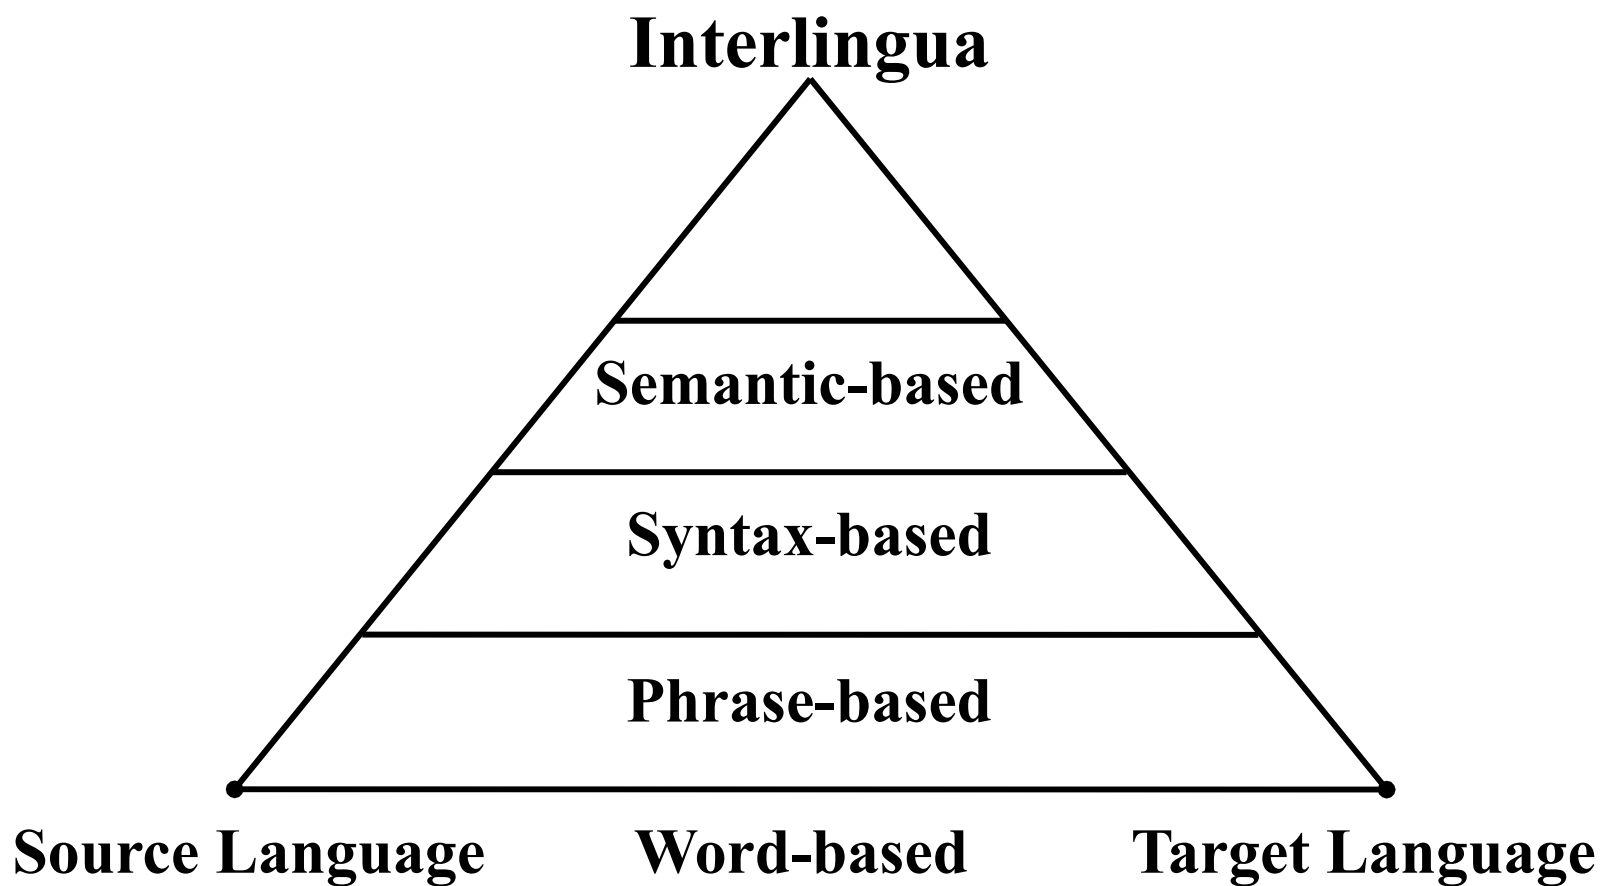 Interlingua
Semantic-based
Syntax-based
Phrase-based
Source Language Word-based Target Language